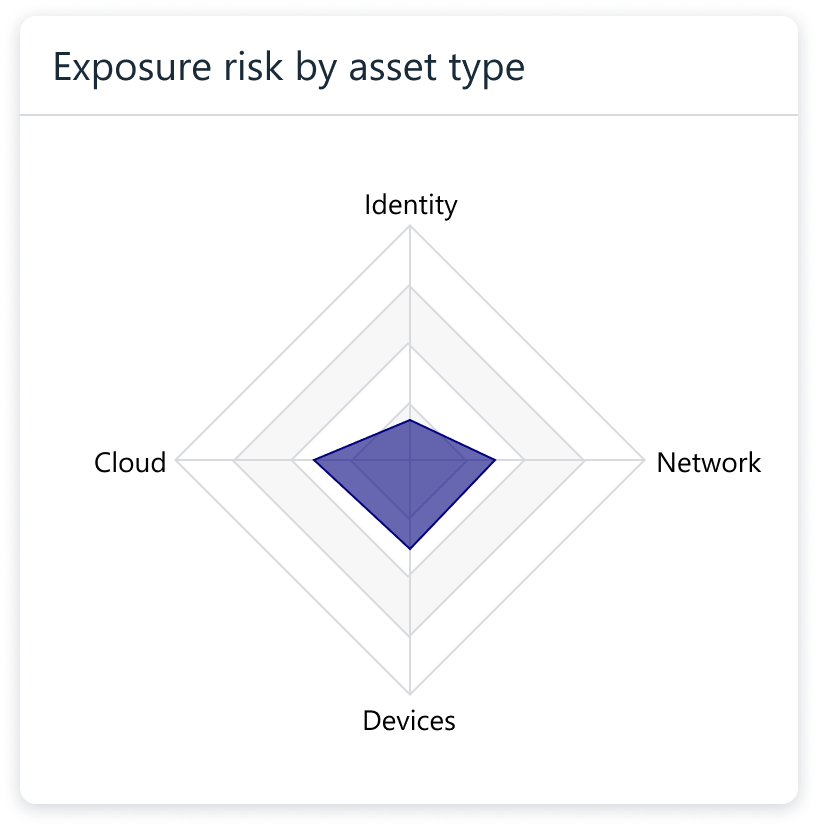 Exposure risk by asset type
Identity
Cloud
Network
Devices